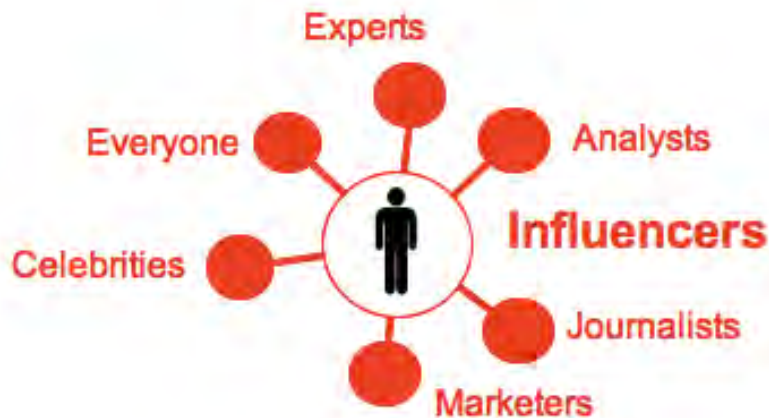 Experts
Everyone
Analysts
Influencers
Celebrities
Journalists
Marketers